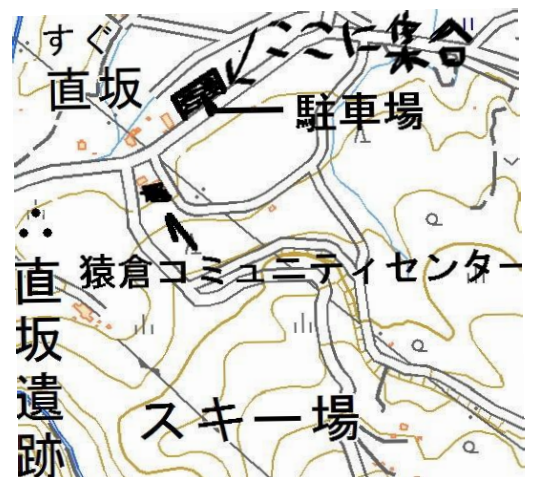 すぐ
直坂
ここに集合
駐車場
猿倉コミュニティセンター
直坂遺跡
スキー場